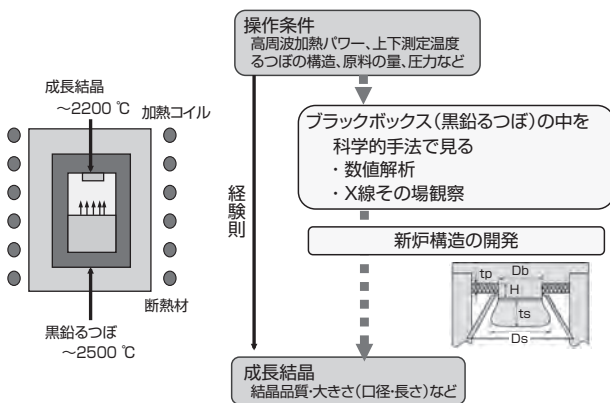 操作条件
高周波加熱パワー、上下測定温度
るつぼの構造、原料の量、圧力など
成長結晶
～2200 ℃
加熱コイル
ブラックボックス（黒鉛るつぼ）の中を
科学的手法で見る
・数値解析
・X線その場観察
経験則
新炉構造の開発
tp
Db
H
ts
Ds
断熱材
黒鉛るつぼ
～2500 ℃
成長結晶
結晶品質・大きさ（口径・長さ）など